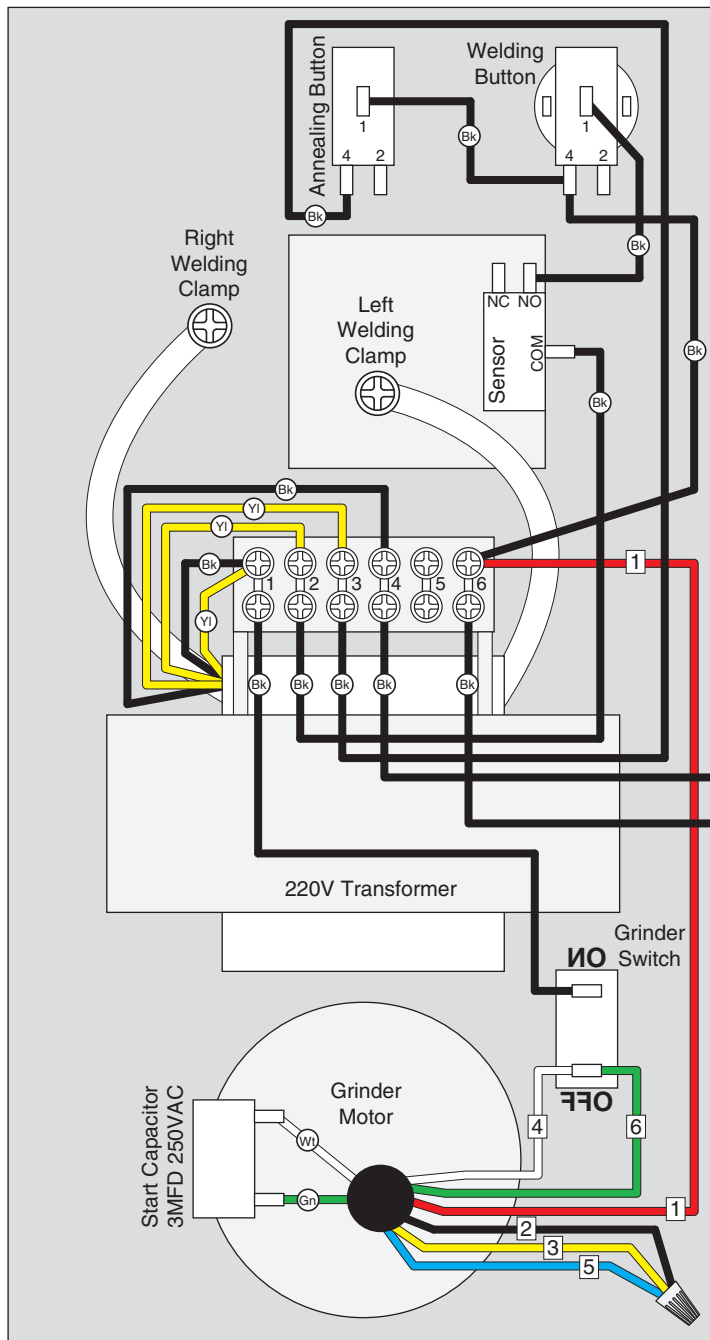 Annealing Button
Welding
Button
1
1
4 2
4 2
Bk
Bk
Bk
Right
Welding
Clamp
Left
Welding
Clamp
NC NO
COM
Sensor
Bk
Bk
Bk
Yl
Yl
Bk
Yl
1 2 3 4 5 6
1
Bk Bk Bk Bk Bk
220V Transformer
Grinder
Switch
ON
OFF
Grinder
Motor
Start Capacitor
3MFD 250VAC
Wt
Gn
4
6
1
2
3
5